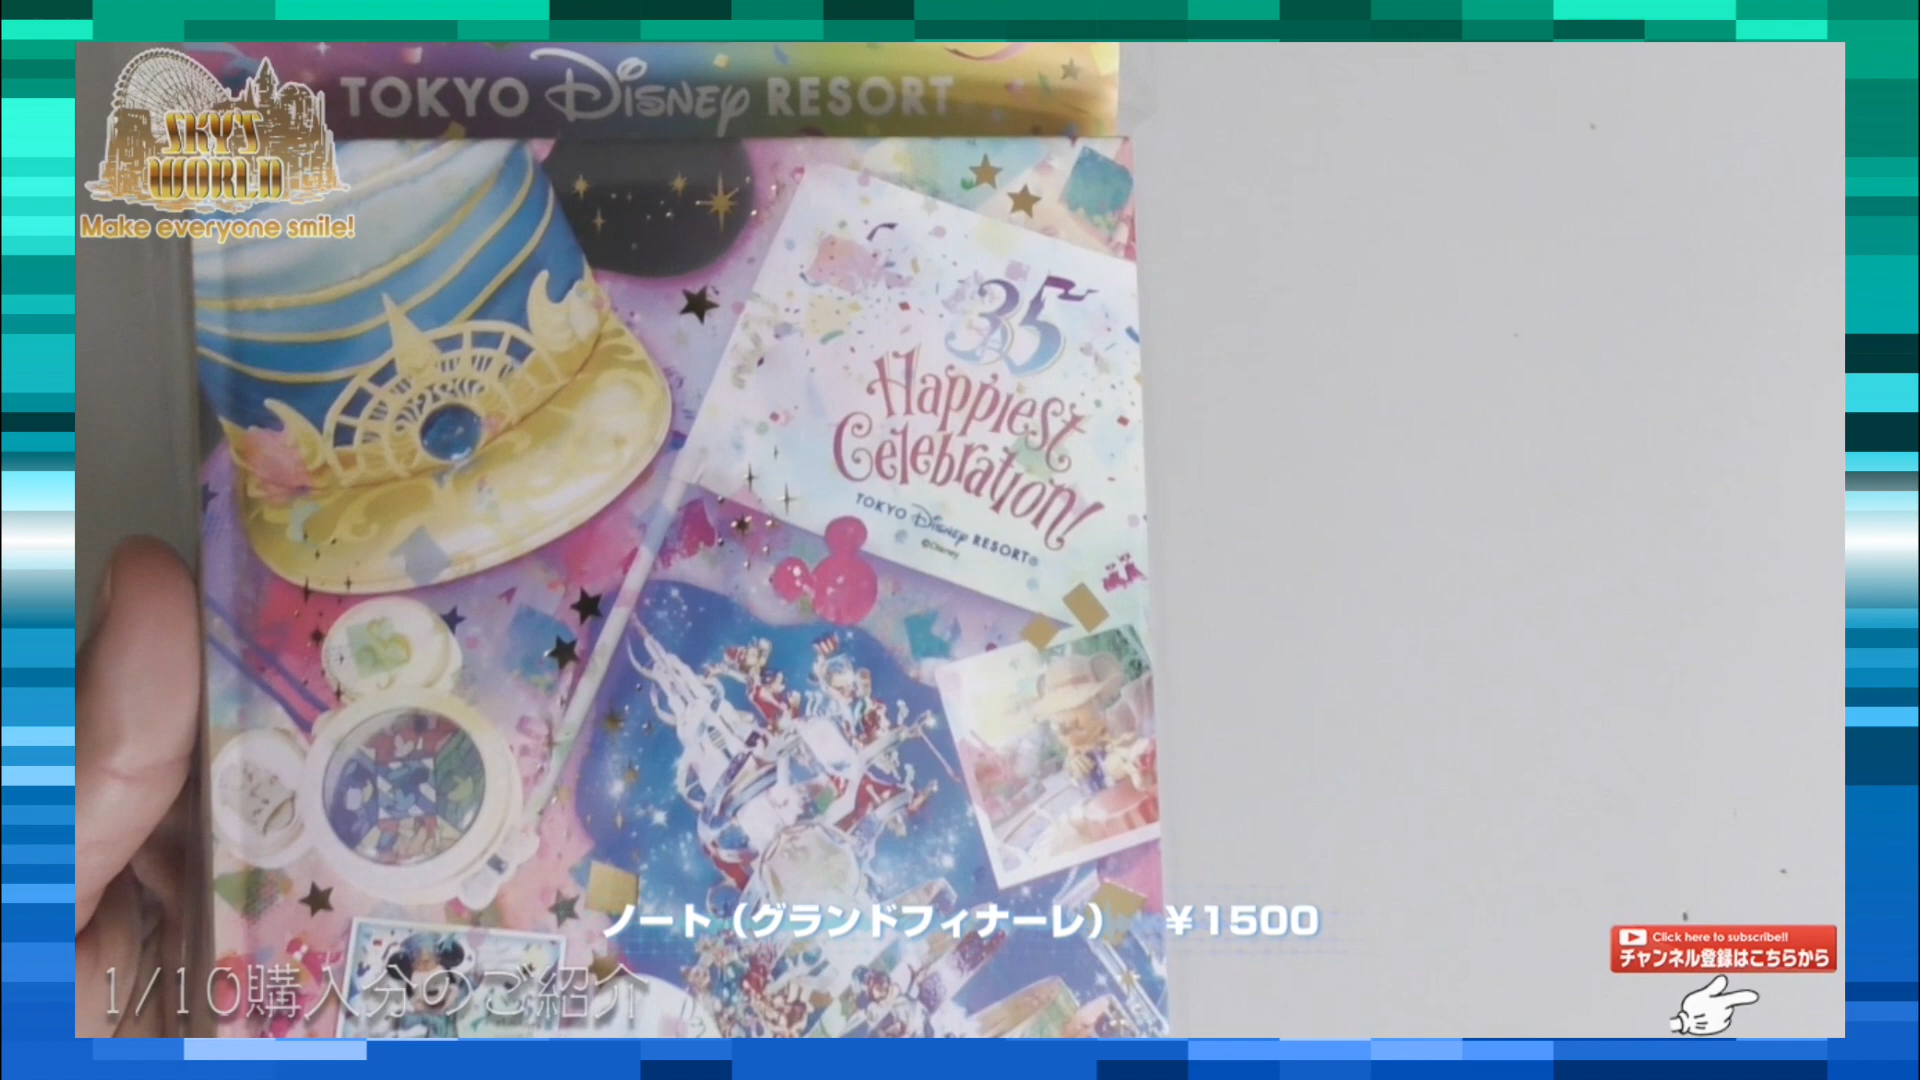 TOKYO Disney RESORT
SKY'S
WORLD
Make everyone smile!
35
Happiest
Celebration!
TOKYO Disney RESORT®
©Disney
ノート（グランドフィナーレ）　￥1500
1/10購入分のご紹介
Click here to subscribe!!
チャンネル登録はこちらから